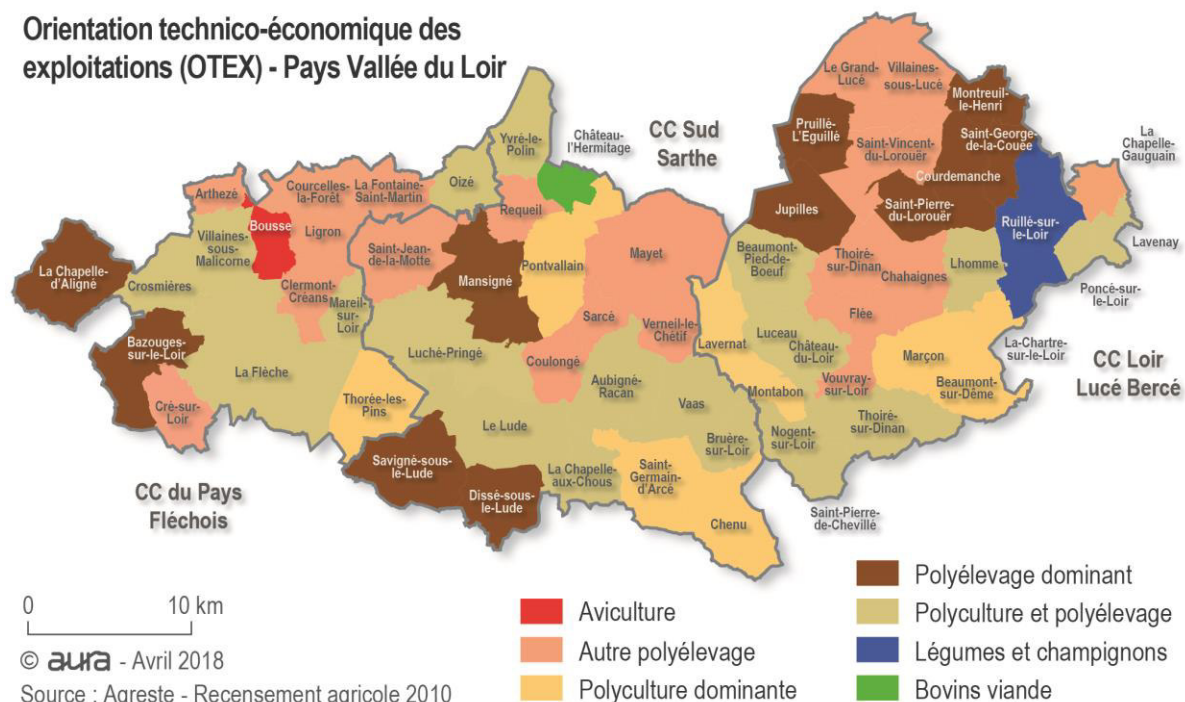 Orientation technico-économique des
exploitations (OTEX) - Pays Vallée du Loir
CC Sud
Sarthe
CC Loir
Lucé Bercé
CC du Pays
Fléchois
Le Grand-
Lucé
Villaines-
sous-Lucé
Montreuil-
le-Henri
Pruillé-
L'Eguillé
Saint-Vincent-
du-Lorouër
Saint-George-
de-la-Couée
La
Chapelle-
Gauguain
Courdemanche
Jupilles
Saint-Pierre-
du-Lorouër
Ruillé-sur-
le-Loir
Lavenay
Poncé-sur-
le-Loir
Yvré-le-
Polin
Château-
l'Hermitage
Oizé
Requeil
Arthezé
Courcelles-
la-Forêt
La Fontaine-
Saint-Martin
Bousse
Ligron
Villaines-
sous-
Malicorne
Saint-Jean-
de-la-Motte
Mansigné
Pontvallain
Mayet
Beaumont-
Pied-de-
Boeuf
Thoiré-
sur-Dinan
Chahaignes
Lhomme
La Chapelle-
d'Aligné
Crosmières
Clermont-
Créans
Mareil-
sur-
Loir
Sarcé
Verneil-le-
Chétif
Flée
La-Chartre-
sur-le-Loir
Bazouges-
sur-le-Loir
La Flèche
Luché-Pringé
Coulongé
Lavernat
Luceau
Château-
du-Loir
Marçon
Cré-sur-
Loir
Thorée-les-
Pins
Aubigné-
Racan
Vaas
Montabon
Vouvray-
sur-Loir
Beaumont-
sur-Dême
Le Lude
Bruère-
sur-Loir
Nogent-
sur-Loir
Thoiré-
sur-Dinan
Savigné-sous-
le-Lude
Dissé-sous-
le-Lude
La Chapelle-
aux-Chous
Saint-
Germain-
d'Arcé
Chenu
Saint-Pierre-
de-Chevillé
0 10 km
© aura - Avril 2018
Source : Agreste - Recensement agricole 2010
Aviculture
Autre polyélevage
Polyculture dominante
Polyélevage dominant
Polyculture et polyélevage
Légumes et champignons
Bovins viande